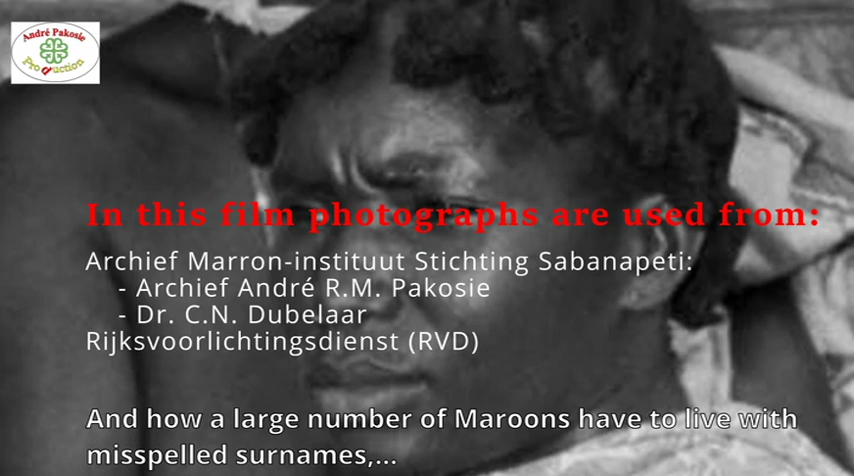 André Pakosie
Production
In this film photographs are used from:
Archief Marron-instituut Stichting Sabanapeti:
- Archief André R.M. Pakosie
- Dr. C.N. Dubelaar
Rijksvoorlichtingsdienst (RVD)
And how a large number of Maroons have to live with
misspelled surnames,...